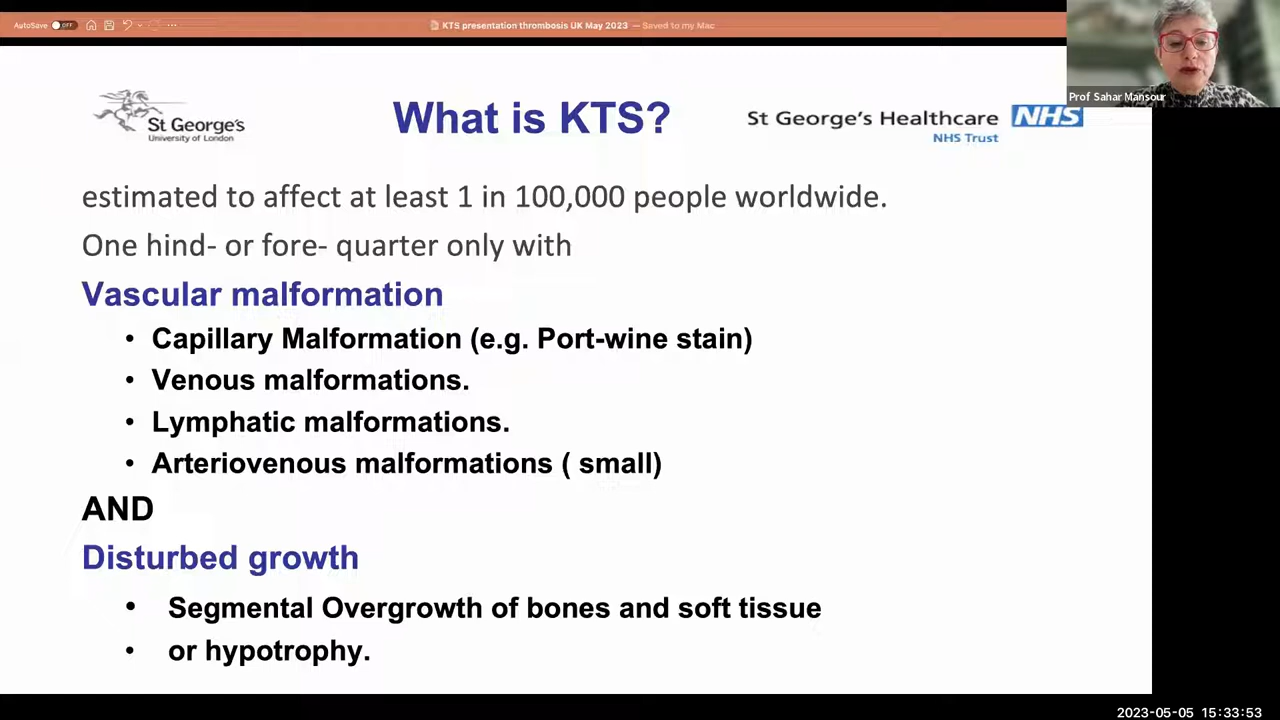 AutoSave OFF
KTS presentation thrombosis UK May 2023 — Saved to my Mac
Prof Sahar Mansour
St George's
University of London
What is KTS?
St George's Healthcare NHS
NHS Trust
estimated to affect at least 1 in 100,000 people worldwide.
One hind- or fore- quarter only with
Vascular malformation
• Capillary Malformation (e.g. Port-wine stain)
• Venous malformations.
• Lymphatic malformations.
• Arteriovenous malformations ( small)
AND
Disturbed growth
• Segmental Overgrowth of bones and soft tissue
• or hypotrophy.
2023-05-05 15:33:53